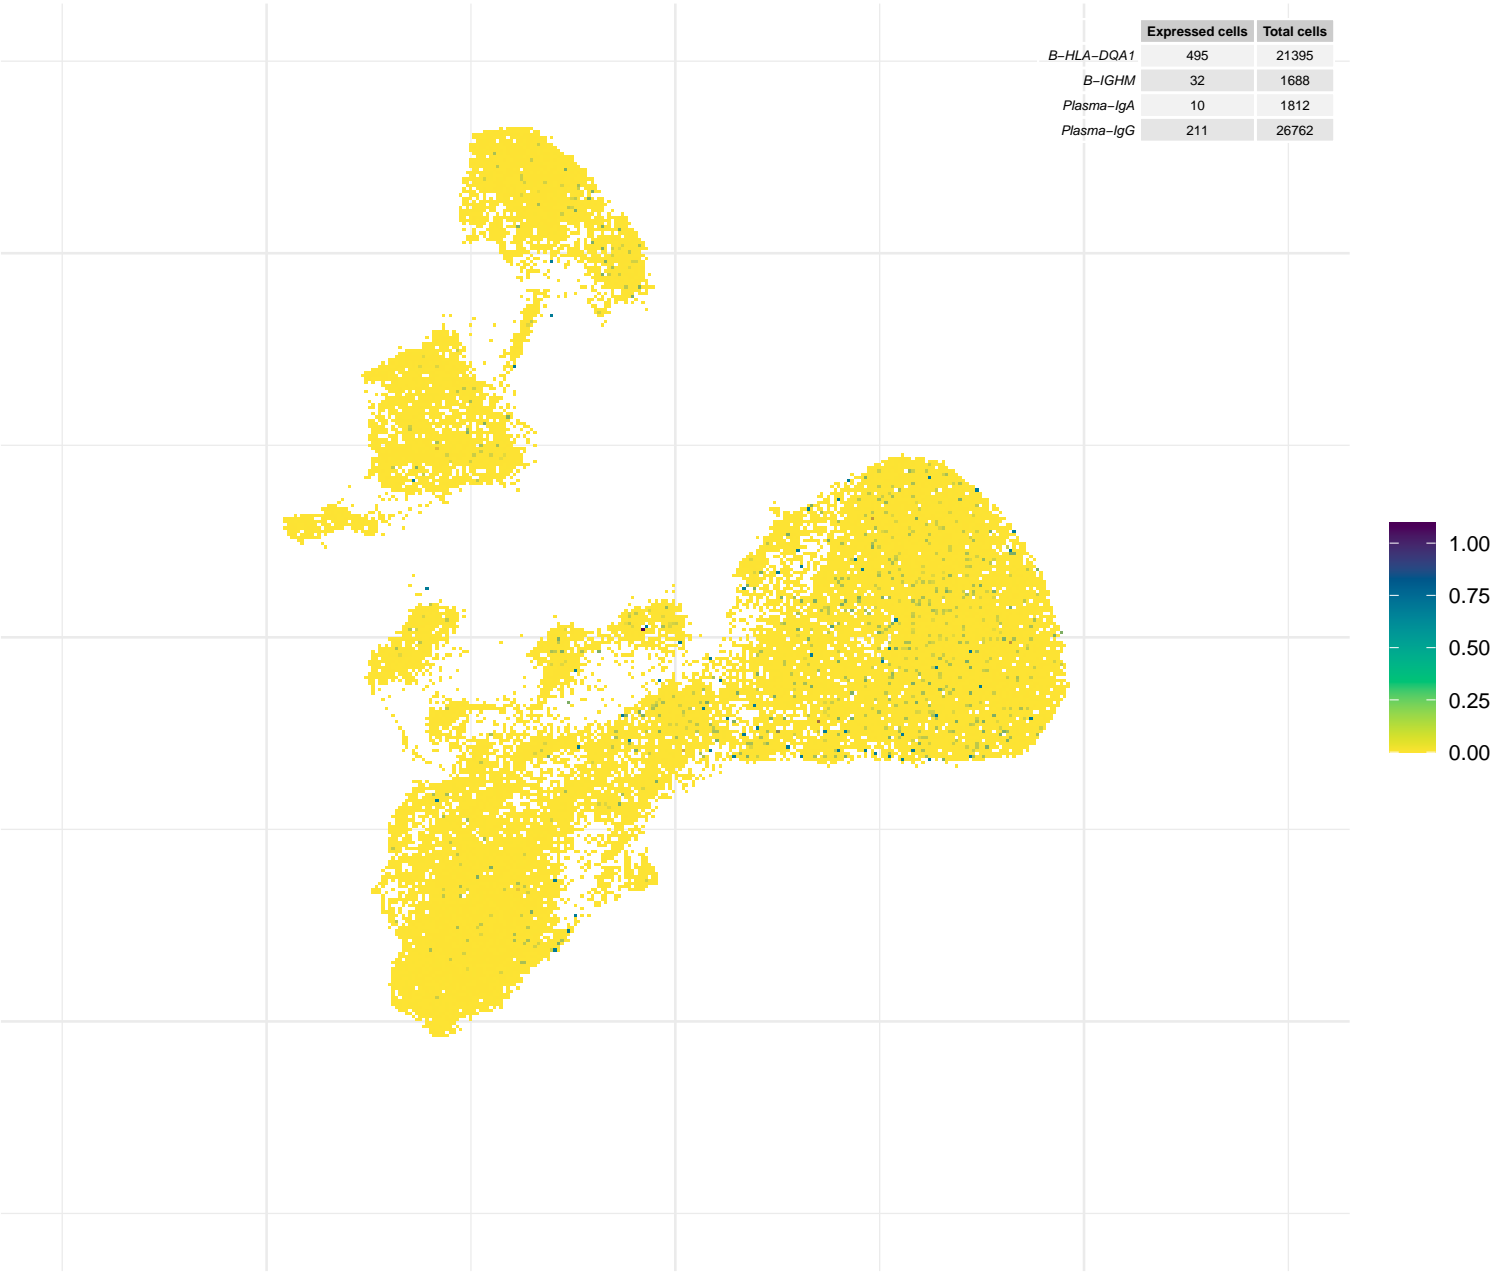 Expressed cells Total cells
B−HLA−DQA1 495 21395
B−IGHM 32 1688
Plasma−IgA 10 1812
Plasma−IgG 211 26762
1.00
0.75
0.50
0.25
0.00